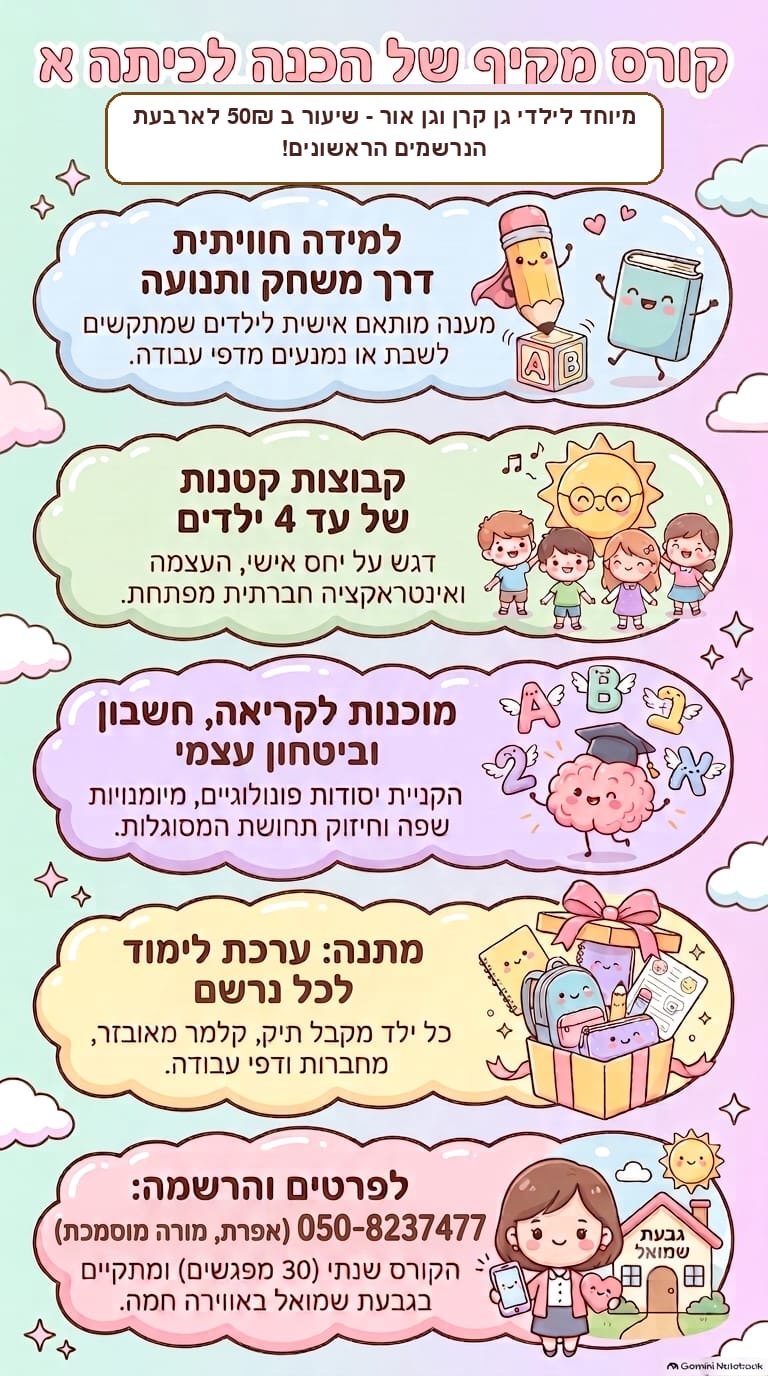 קורס מקיף של הכנה לכיתה א
מיוחד לילדי גן קרן וגן אור - שיעור ב 50₪ לארבעת
הנרשמים הראשונים!
למידה חוויתית
דרך משחק ותנועה
מענה מותאם אישית לילדים שמתקשים
לשבת או נמנעים מדפי עבודה.
A B
קבוצות קטנות
של עד 4 ילדים
דגש על יחס אישי, העצמה
ואינטראקציה חברתית מפתחת.
מוכנות לקריאה, חשבון
וביטחון עצמי
הקניית יסודות פונולוגיים, מיומנויות
שפה וחיזוק תחושת המסוגלות.
A B 1
2 א
מתנה: ערכת לימוד
לכל נרשם
כל ילד מקבל תיק, קלמר מאובזר,
מחברות ודפי עבודה.
לפרטים והרשמה:
050-8237477 (אפרת, מורה מוסמכת)
הקורס שנתי (30 מפגשים) ומתקיים
בגבעת שמואל באווירה חמה.
גבעת
שמואל